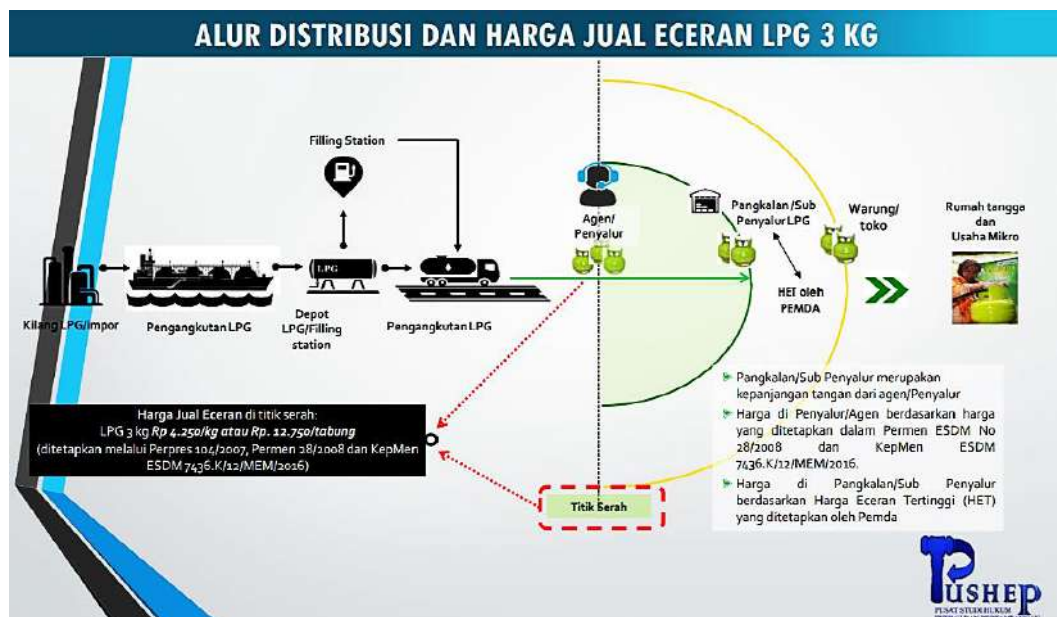 ALUR DISTRIBUSI DAN HARGA JUAL ECERAN LPG 3 KG
Filling Station
Agen/
Penyalur
Pangkalan /Sub
Penyalur LPG
Warung/
toko
Rumah tangga
dan
Usaha Mikro
LPG
HET oleh
PEMDA
Kilang LPG/impor
Pengangkutan LPG
Depot
LPG/Filling
station
Pengangkutan LPG
Harga Jual Eceran di titik serah:
LPG 3 kg Rp 4.250/kg atau Rp. 12.750/tabung
(ditetapkan melalui Perpres 104/2007, Permen 28/2008 dan KepMen
ESDM 7436.K/12/MEM/2016)
Titik Serah
Pangkalan/Sub Penyalur merupakan
kepanjangan tangan dari agen/Penyalur
Harga di Penyalur/Agen berdasarkan harga
yang ditetapkan dalam Permen ESDM No
28/2008 dan KepMen ESDM
7436.K/12/MEM/2016.
Harga di Pangkalan/Sub Penyalur
berdasarkan Harga Eceran Tertinggi (HET)
yang ditetapkan oleh Pemda
PUSHEP
PUSAT STUDI HUKUM